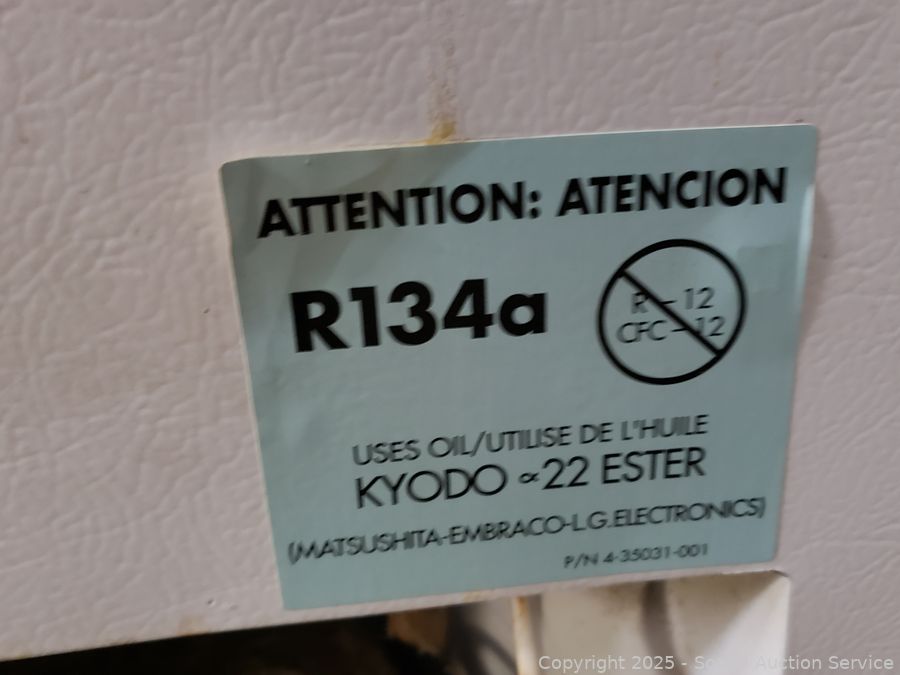 ATTENTION: ATENCION
R134a
R-12
CFC-12
USES OIL/UTILISE DE L'HUILE
KYODO ∝22 ESTER
(MATSUSHITA-EMBRACO-L.G.ELECTRONICS)
P/N 4-35031-001
Copyright 2025 - Auction Service